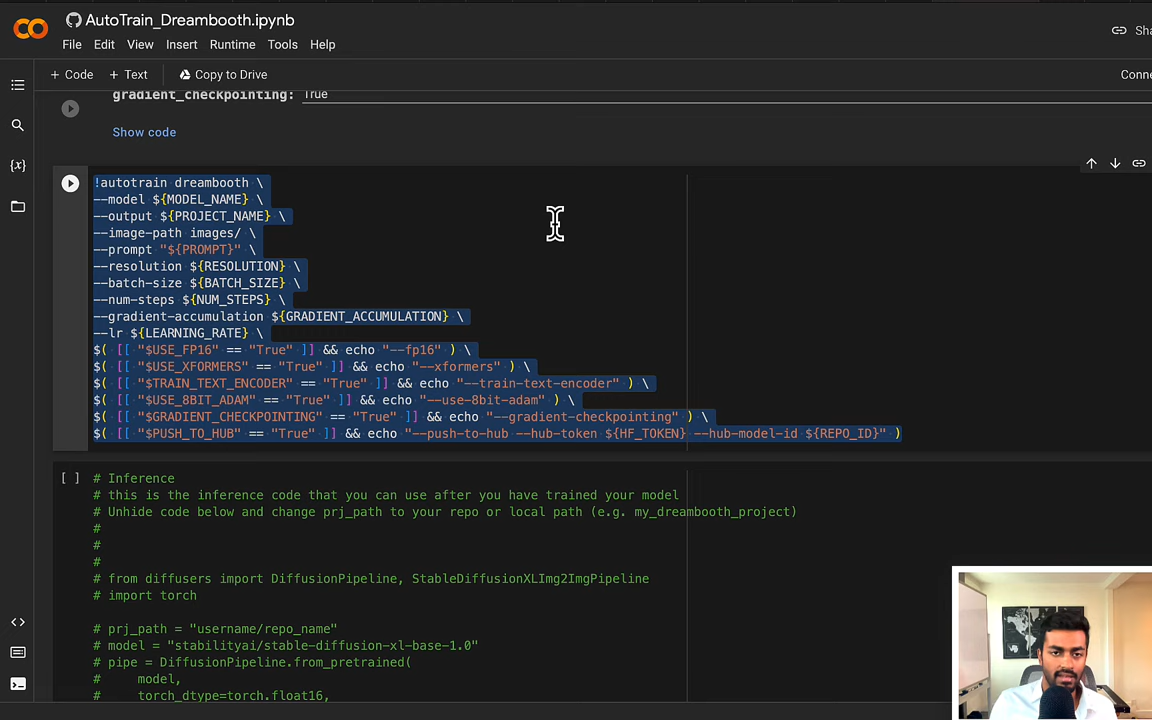 AutoTrain_Dreambooth.ipynb
File Edit View Insert Runtime Tools Help
+ Code + Text Copy to Drive
gradient_checkpointing: True
Show code
!autotrain dreambooth \
--model ${MODEL_NAME} \
--output ${PROJECT_NAME} \
--image-path images/ \
--prompt "${PROMPT}" \
--resolution ${RESOLUTION} \
--batch-size ${BATCH_SIZE} \
--num-steps ${NUM_STEPS} \
--gradient-accumulation ${GRADIENT_ACCUMULATION} \
--lr ${LEARNING_RATE} \
$( [[ "$USE_FP16" == "True" ]] && echo "--fp16" ) \
$( [[ "$USE_XFORMERS" == "True" ]] && echo "--xformers" ) \
$( [[ "$TRAIN_TEXT_ENCODER" == "True" ]] && echo "--train-text-encoder" ) \
$( [[ "$USE_8BIT_ADAM" == "True" ]] && echo "--use-8bit-adam" ) \
$( [[ "$GRADIENT_CHECKPOINTING" == "True" ]] && echo "--gradient-checkpointing" ) \
$( [[ "$PUSH_TO_HUB" == "True" ]] && echo "--push-to-hub --hub-token ${HF_TOKEN} --hub-model-id ${REPO_ID}" )
[ ] # Inference
# this is the inference code that you can use after you have trained your model
# Unhide code below and change prj_path to your repo or local path (e.g. my_dreambooth_project)
#
#
#
# from diffusers import DiffusionPipeline, StableDiffusionXLImg2ImgPipeline
# import torch
# prj_path = "username/repo_name"
# model = "stabilityai/stable-diffusion-xl-base-1.0"
# pipe = DiffusionPipeline.from_pretrained(
# model,
# torch_dtype=torch.float16,
Sha
Conne
{x}